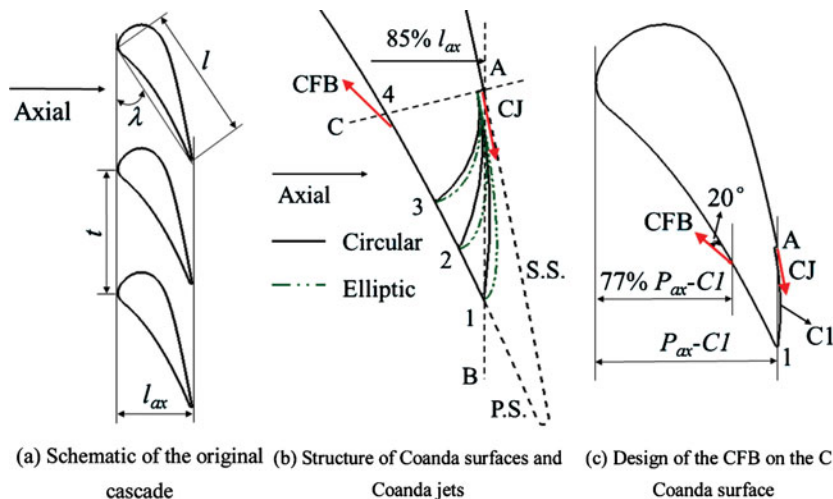 Axial
l
λ
t
l_ax
(a) Schematic of the original
cascade
85% l_ax
A
CFB
4
CJ
C
Axial
3
Circular
2
Elliptic
S.S.
1
B
P.S.
(b) Structure of Coanda surfaces and
Coanda jets
20°
CFB
A
CJ
77% P_ax-C1
C1
P_ax-C1
1
(c) Design of the CFB on the C
Coanda surface